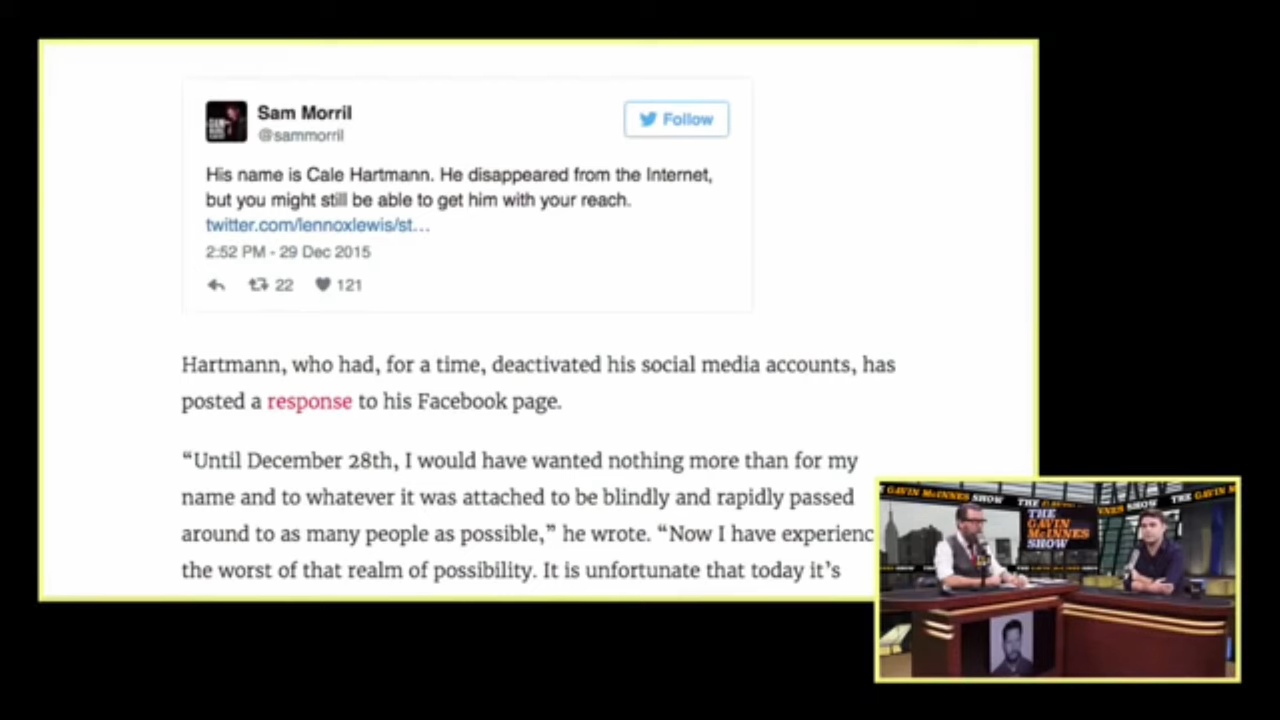 Sam Morril
@sammorril
Follow
His name is Cale Hartmann. He disappeared from the Internet,
but you might still be able to get him with your reach.
twitter.com/lennoxlewis/st…
2:52 PM - 29 Dec 2015
22
121
Hartmann, who had, for a time, deactivated his social media accounts, has
posted a response to his Facebook page.
“Until December 28th, I would have wanted nothing more than for my
name and to whatever it was attached to be blindly and rapidly passed
around to as many people as possible,” he wrote. “Now I have experienc
the worst of that realm of possibility. It is unfortunate that today it’s
GAVIN McINNES SHOW
THE GAVIN M
THE
GAVIN
McINNES
SHOW